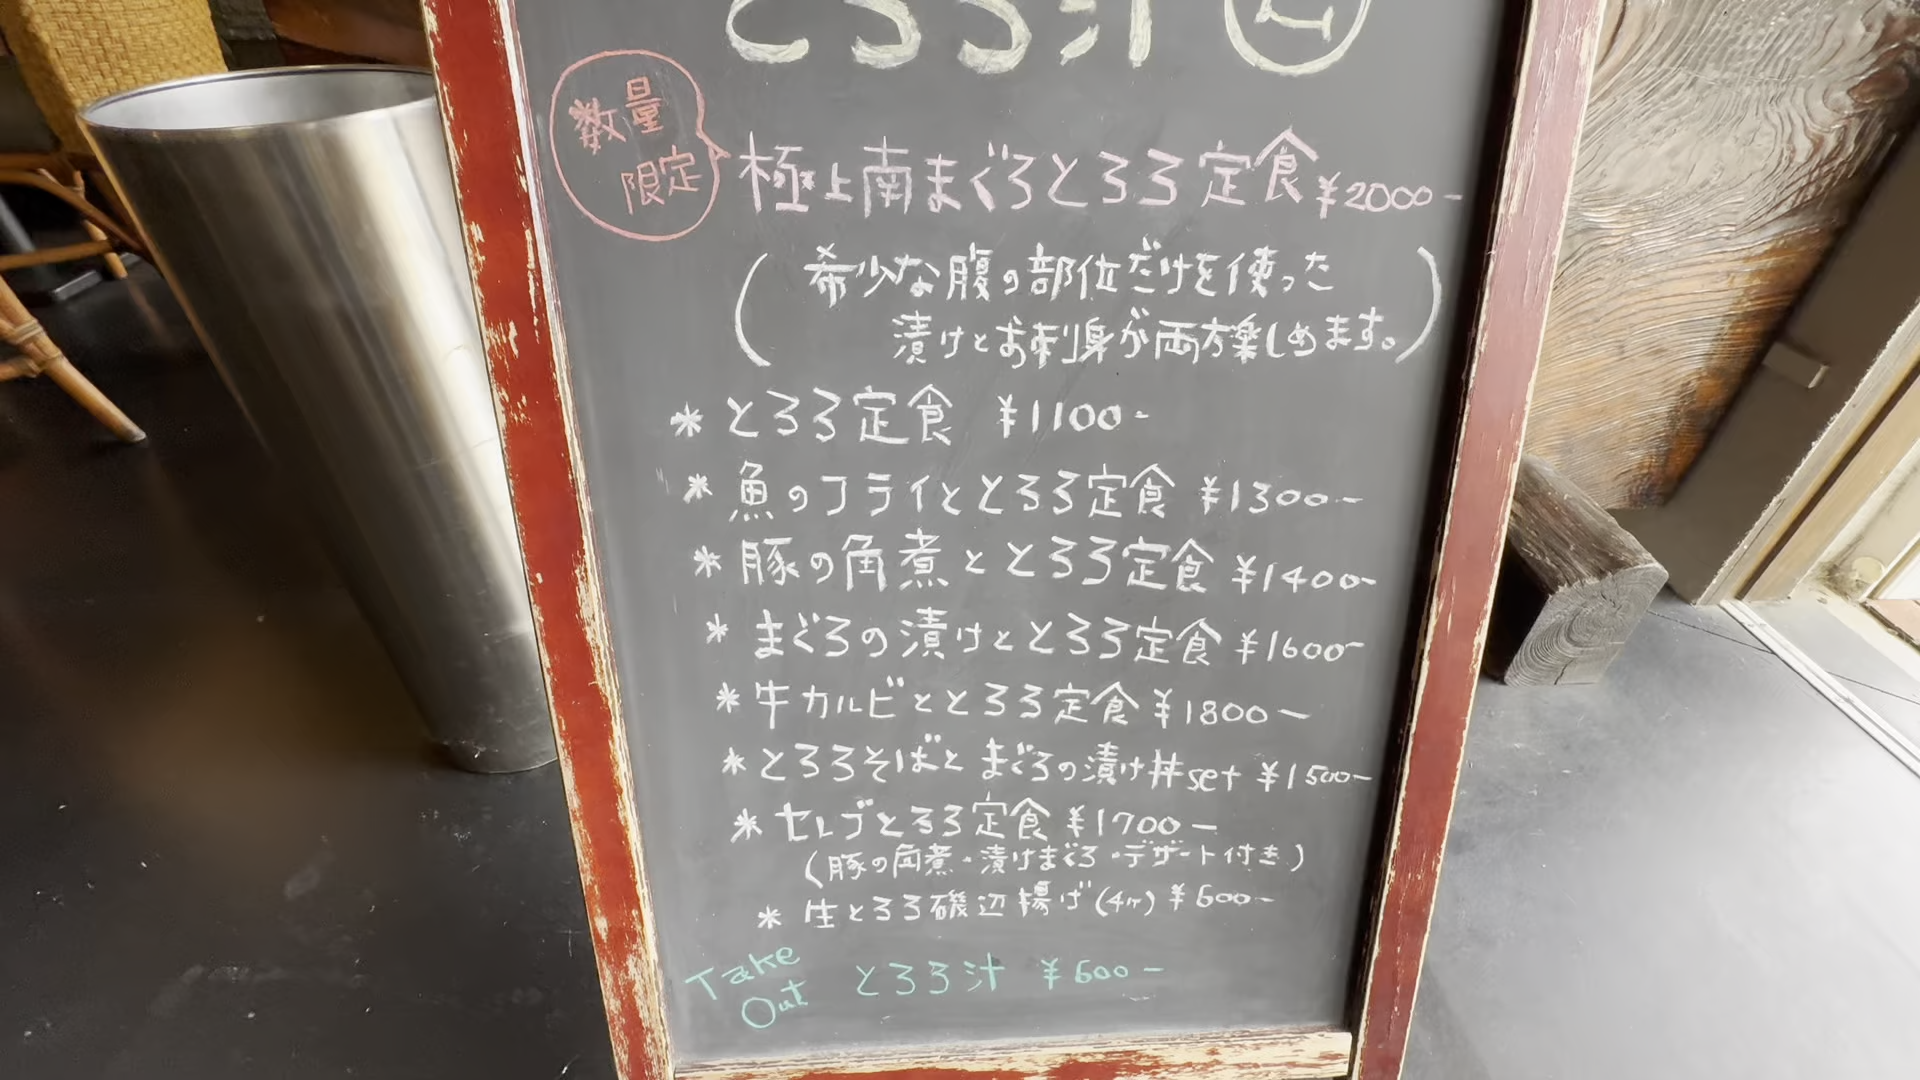 とろろ汁
数量
限定
極上南まぐろとろろ定食 ¥2000-
(希少な腹の部位だけを使った
漬けとお刺身が両方楽しめます。)
* とろろ定食 ¥1100-
* 魚のフライととろろ定食 ¥1300-
* 豚の角煮ととろろ定食 ¥1400-
* まぐろの漬けととろろ定食 ¥1600-
* 牛カルビととろろ定食 ¥1800-
* とろろそばと まぐろの漬け丼set ¥1500-
* セレブとろろ定食 ¥1700-
(豚の角煮・漬けまぐろ・デザート付き)
* 生とろろ磯辺揚げ(4ヶ) ¥600-
Take Out とろろ汁 ¥600-